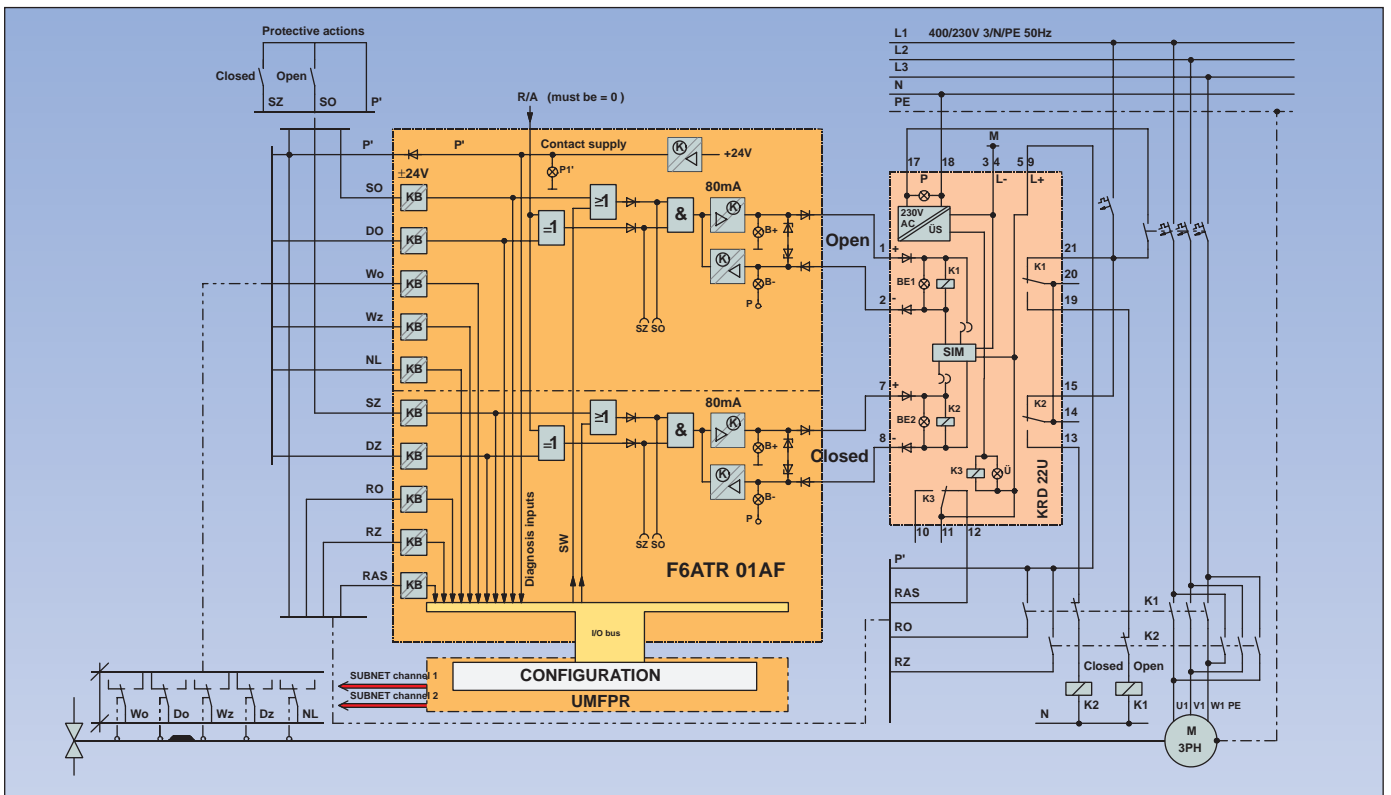 Protective actions
Closed Open
SZ SO P'
R/A (must be = 0 )
L1 400/230V 3/N/PE 50Hz
L2
L3
N
PE
P' P' Contact supply K +24V
P1'
±24V
SO KB
DO KB
Wo KB
Wz KB
NL KB
SZ KB
DZ KB
RO KB
RZ KB
RAS KB
≥1
=1
&
80mA
K
K
B+
B-
P
SZ SO
Open
≥1
=1
&
80mA
K
K
B+
B-
P
SZ SO
Closed
Diagnosis inputs
SW
F6ATR 01AF
I/O bus
CONFIGURATION
UMFPR
SUBNET channel 1
SUBNET channel 2
M
17 18 3 4 5 9
P L- L+
230V
AC
ÜS
1 +
2 -
BE1 K1
SIM
7 +
8 -
BE2 K2
K3 Ü
K3
10 11 12
K1
21
20
19
K2
15
14
13
KRD 22U
P'
RAS
RO
RZ
K1
K2
Closed Open
K2 K1
N
U1 V1 W1 PE
M
3PH
Wo Do Wz Dz NL